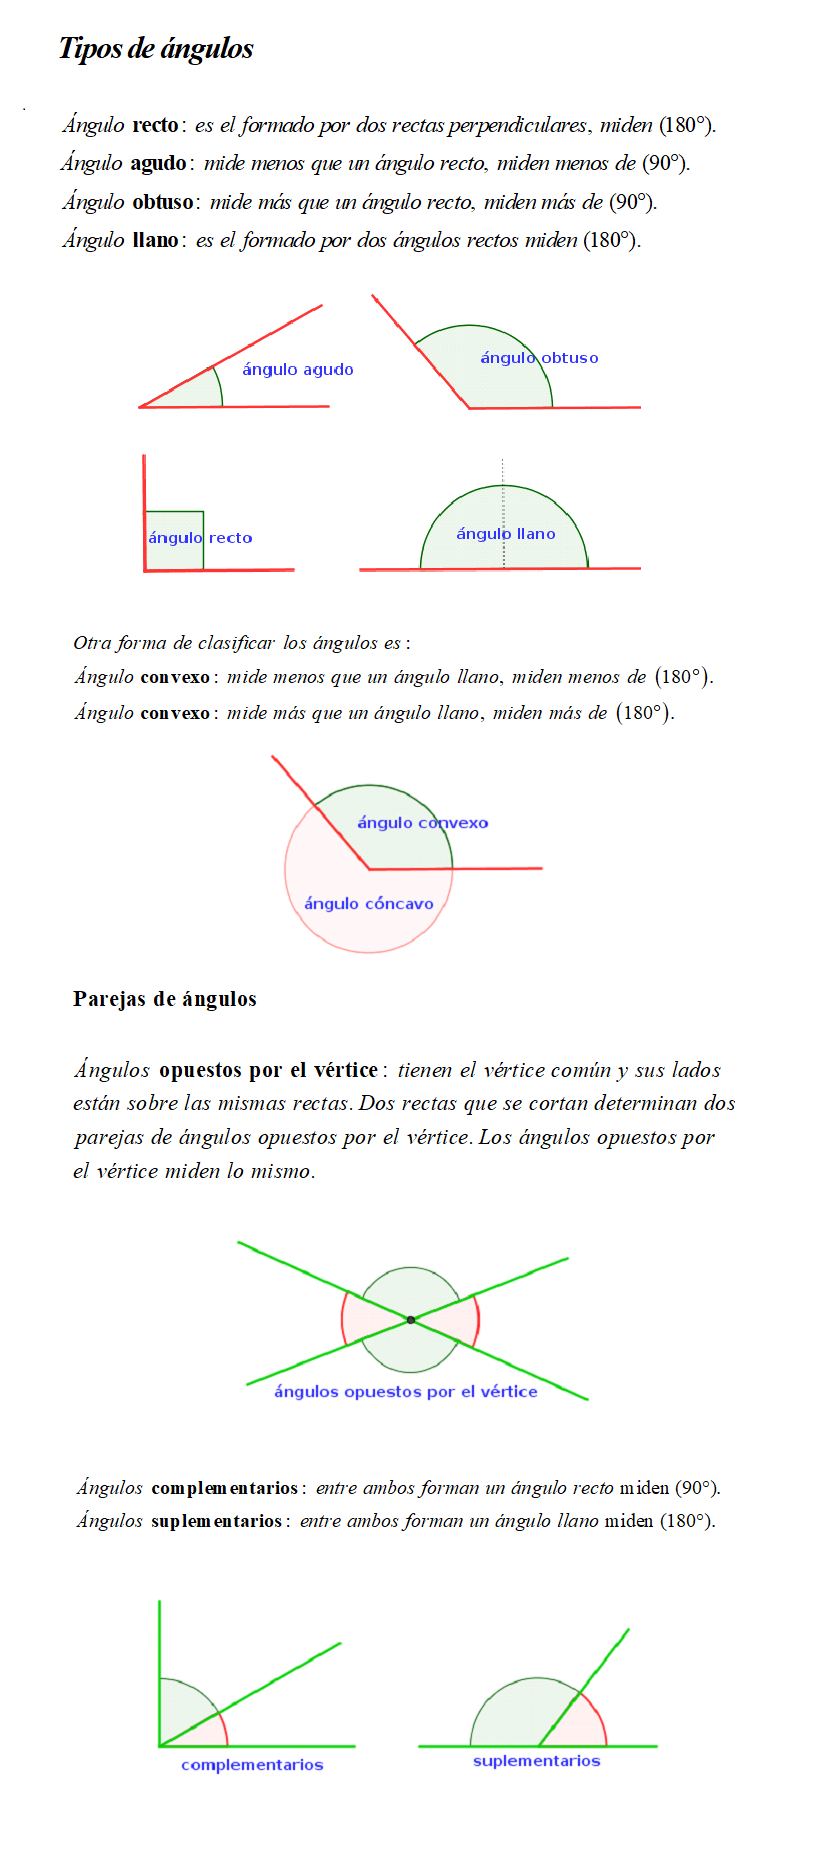 Tipos de ángulos
Ángulo recto: es el formado por dos rectas perpendiculares, miden (180°).
Ángulo agudo: mide menos que un ángulo recto, miden menos de (90°).
Ángulo obtuso: mide más que un ángulo recto, miden más de (90°).
Ángulo llano: es el formado por dos ángulos rectos miden (180°).
ángulo agudo
ángulo obtuso
ángulo recto
ángulo llano
Otra forma de clasificar los ángulos es:
Ángulo convexo: mide menos que un ángulo llano, miden menos de (180°).
Ángulo convexo: mide más que un ángulo llano, miden más de (180°).
ángulo convexo
ángulo cóncavo
Parejas de ángulos
Ángulos opuestos por el vértice: tienen el vértice común y sus lados
están sobre las mismas rectas. Dos rectas que se cortan determinan dos
parejas de ángulos opuestos por el vértice. Los ángulos opuestos por
el vértice miden lo mismo.
ángulos opuestos por el vértice
Ángulos complementarios: entre ambos forman un ángulo recto miden (90°).
Ángulos suplementarios: entre ambos forman un ángulo llano miden (180°).
complementarios
suplementarios